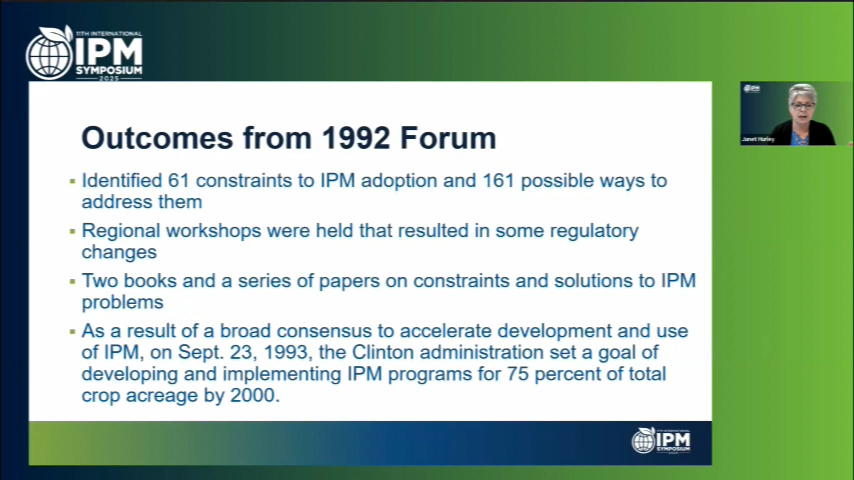 11TH INTERNATIONAL
IPM
SYMPOSIUM
2025
Outcomes from 1992 Forum
Identified 61 constraints to IPM adoption and 161 possible ways to
address them
Regional workshops were held that resulted in some regulatory
changes
Two books and a series of papers on constraints and solutions to IPM
problems
As a result of a broad consensus to accelerate development and use
of IPM, on Sept. 23, 1993, the Clinton administration set a goal of
developing and implementing IPM programs for 75 percent of total
crop acreage by 2000.
IPM
Janet Hurley
11TH INTERNATIONAL
IPM
SYMPOSIUM